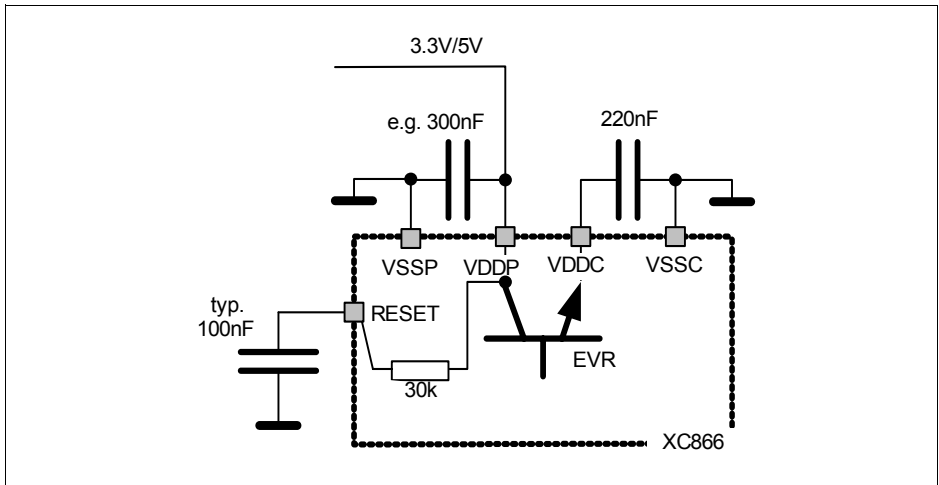 3.3V/5V
e.g. 300nF
220nF
VSSP
VDDP
VDDC
VSSC
typ.
100nF
RESET
EVR
30k
XC866